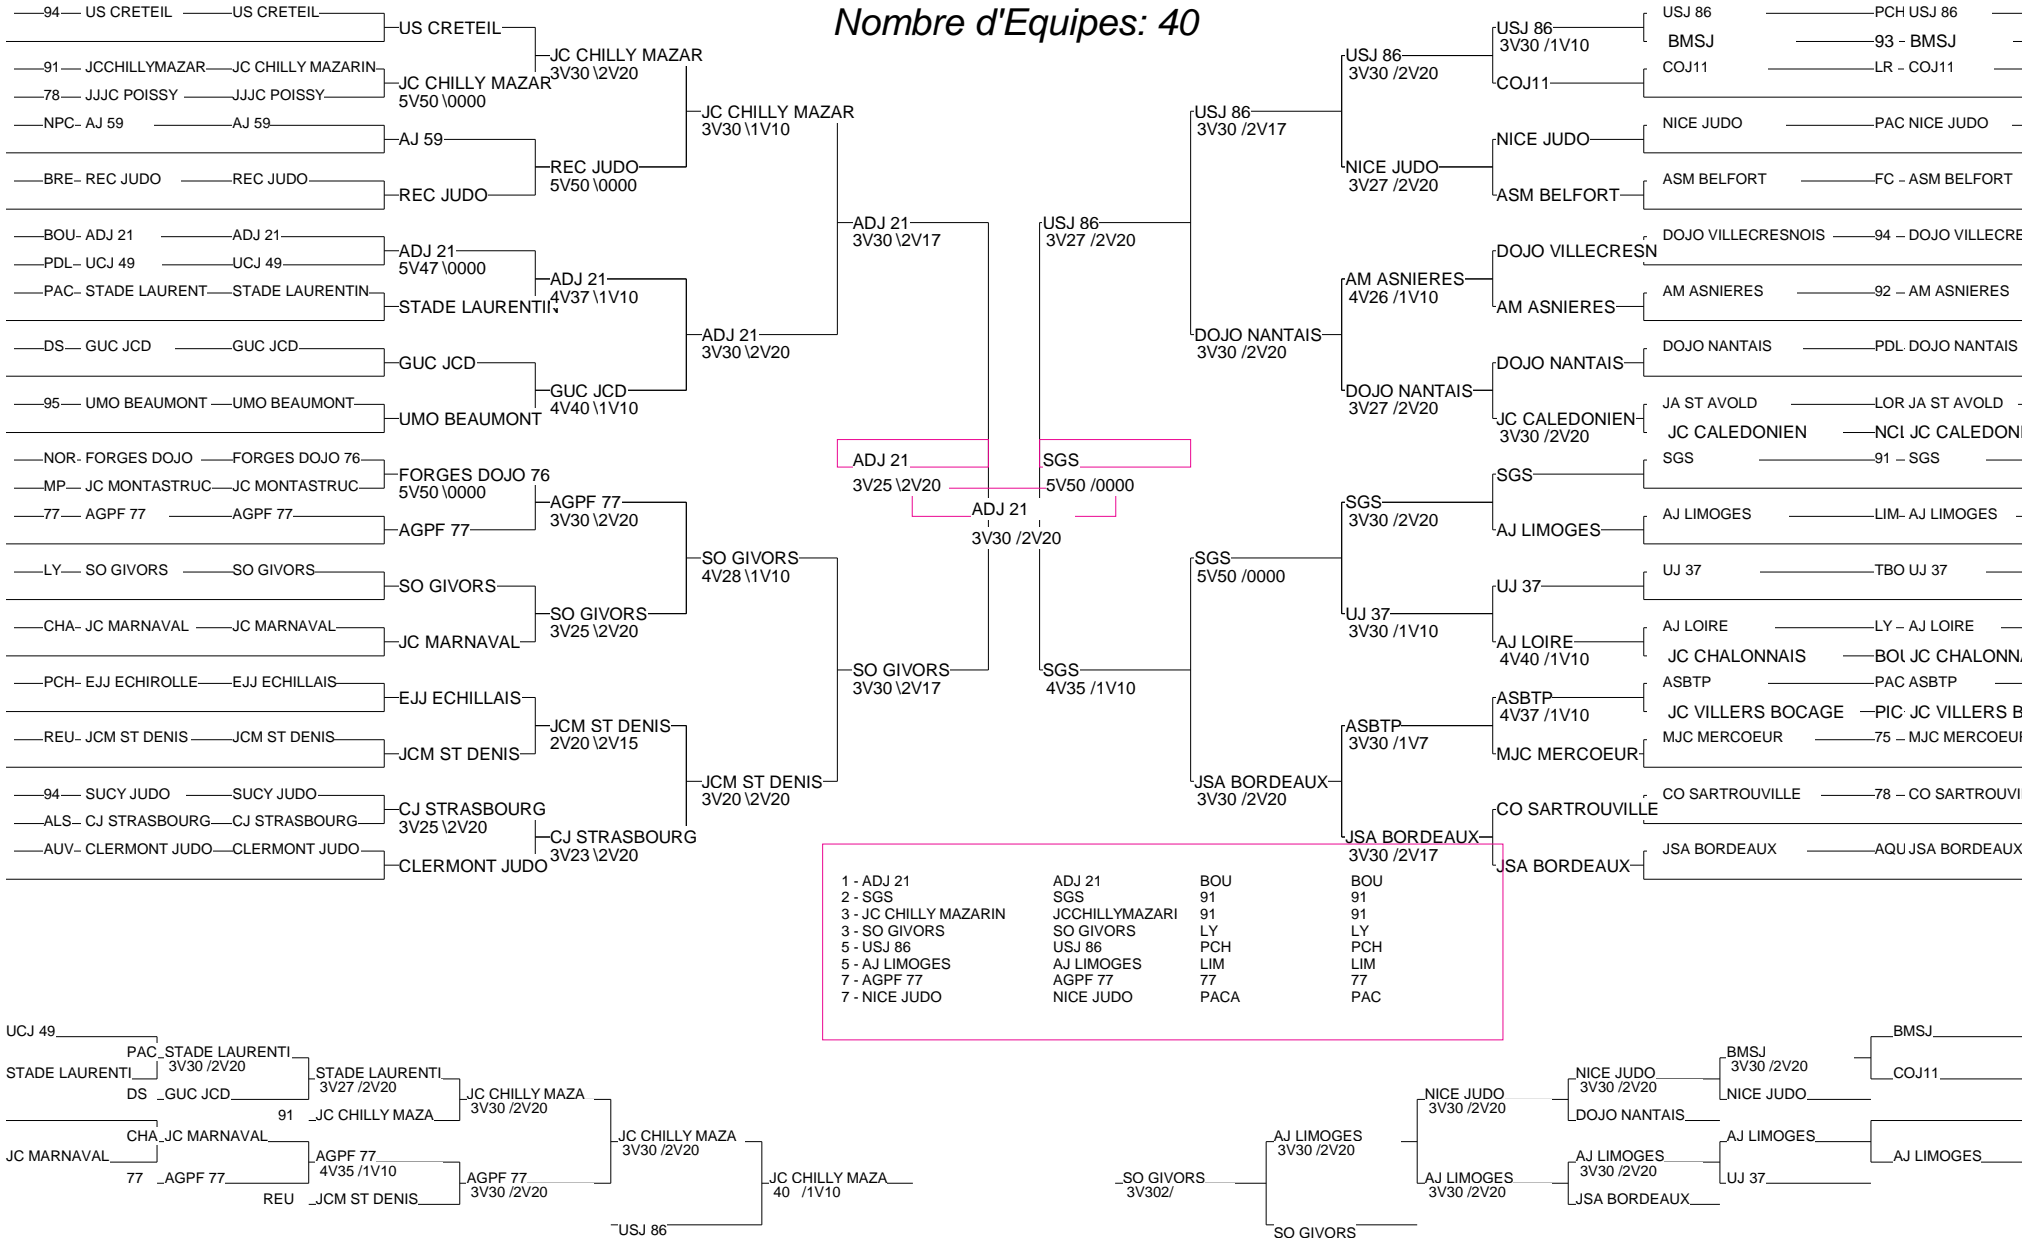 Nombre d'Equipes: 40
94 US CRETEIL US CRETEIL
US CRETEIL
JC CHILLY MAZAR
3V30 \2V20
91 JCCHILLYMAZAR JC CHILLY MAZARIN
JC CHILLY MAZAR
5V50 \0000
78 JJJC POISSY JJJC POISSY
JC CHILLY MAZAR
3V30 \1V10
NPC- AJ 59 AJ 59
AJ 59
REC JUDO
5V50 \0000
BRE- REC JUDO REC JUDO
REC JUDO
ADJ 21
3V30 \2V17
BOU- ADJ 21 ADJ 21
ADJ 21
5V47 \0000
PDL- UCJ 49 UCJ 49
ADJ 21
4V37 \1V10
PAC- STADE LAURENT STADE LAURENTIN
STADE LAURENTIN
ADJ 21
3V30 \2V20
DS GUC JCD GUC JCD
GUC JCD
GUC JCD
4V40 \1V10
95 UMO BEAUMONT UMO BEAUMONT
UMO BEAUMONT
NOR- FORGES DOJO FORGES DOJO 76
FORGES DOJO 76
5V50 \0000
MP JC MONTASTRUC JC MONTASTRUC
AGPF 77
3V30 \2V20
77 AGPF 77 AGPF 77
AGPF 77
SO GIVORS
4V28 \1V10
LY SO GIVORS SO GIVORS
SO GIVORS
SO GIVORS
3V25 \2V20
CHA- JC MARNAVAL JC MARNAVAL
JC MARNAVAL
SO GIVORS
3V30 \2V17
PCH- EJJ ECHIROLLE EJJ ECHILLAIS
EJJ ECHILLAIS
JCM ST DENIS
2V20 \2V15
REU- JCM ST DENIS JCM ST DENIS
JCM ST DENIS
JCM ST DENIS
3V20 \2V20
94 SUCY JUDO SUCY JUDO
CJ STRASBOURG
3V25 \2V20
ALS- CJ STRASBOURG CJ STRASBOURG
CJ STRASBOURG
3V23 \2V20
AUV- CLERMONT JUDO CLERMONT JUDO
CLERMONT JUDO
ADJ 21
3V25 \2V20
SGS
5V50 /0000
ADJ 21
3V30 /2V20
USJ 86 PCH USJ 86
USJ 86
3V30 /1V10
BMSJ 93 - BMSJ
USJ 86
3V30 /2V20
COJ11 LR - COJ11
COJ11
USJ 86
3V30 /2V17
NICE JUDO PAC NICE JUDO
NICE JUDO
NICE JUDO
3V27 /2V20
ASM BELFORT FC - ASM BELFORT
ASM BELFORT
USJ 86
3V27 /2V20
DOJO VILLECRESNOIS 94 - DOJO VILLECRE
DOJO VILLECRESN
AM ASNIERES
4V26 /1V10
AM ASNIERES 92 - AM ASNIERES
AM ASNIERES
DOJO NANTAIS
3V30 /2V20
DOJO NANTAIS PDL- DOJO NANTAIS
DOJO NANTAIS
DOJO NANTAIS
3V27 /2V20
JA ST AVOLD LOR JA ST AVOLD
JC CALEDONIEN
3V30 /2V20
JC CALEDONIEN NCL JC CALEDONI
SGS 91 - SGS
SGS
SGS
3V30 /2V20
AJ LIMOGES LIM- AJ LIMOGES
AJ LIMOGES
SGS
5V50 /0000
UJ 37 TBO UJ 37
UJ 37
UJ 37
3V30 /1V10
AJ LOIRE LY - AJ LOIRE
AJ LOIRE
4V40 /1V10
JC CHALONNAIS BOU JC CHALONNA
SGS
4V35 /1V10
ASBTP PAC ASBTP
ASBTP
4V37 /1V10
JC VILLERS BOCAGE PIC- JC VILLERS B
ASBTP
3V30 /1V7
MJC MERCOEUR 75 - MJC MERCOEUR
MJC MERCOEUR
JSA BORDEAUX
3V30 /2V20
CO SARTROUVILLE 78 - CO SARTROUVI
CO SARTROUVILLE
JSA BORDEAUX
3V30 /2V17
JSA BORDEAUX AQU JSA BORDEAUX
JSA BORDEAUX
1 - ADJ 21 ADJ 21 BOU BOU
2 - SGS SGS 91 91
3 - JC CHILLY MAZARIN JCCHILLYMAZARI 91 91
3 - SO GIVORS SO GIVORS LY LY
5 - USJ 86 USJ 86 PCH PCH
5 - AJ LIMOGES AJ LIMOGES LIM LIM
7 - AGPF 77 AGPF 77 77 77
7 - NICE JUDO NICE JUDO PACA PAC
UCJ 49
PAC STADE LAURENTI
3V30 /2V20
STADE LAURENTI
STADE LAURENTI
3V27 /2V20
DS GUC JCD
JC CHILLY MAZA
3V30 /2V20
91 JC CHILLY MAZA
CHA JC MARNAVAL
JC CHILLY MAZA
3V30 /2V20
JC MARNAVAL
AGPF 77
4V35 /1V10
77 AGPF 77
AGPF 77
3V30 /2V20
JC CHILLY MAZA
40 /1V10
REU JCM ST DENIS
USJ 86
BMSJ
BMSJ
3V30 /2V20
COJ11
NICE JUDO
3V30 /2V20
NICE JUDO
NICE JUDO
3V30 /2V20
DOJO NANTAIS
AJ LIMOGES
3V30 /2V20
AJ LIMOGES
AJ LIMOGES
AJ LIMOGES
3V30 /2V20
SO GIVORS
3V302/
AJ LIMOGES
3V30 /2V20
UJ 37
JSA BORDEAUX
SO GIVORS